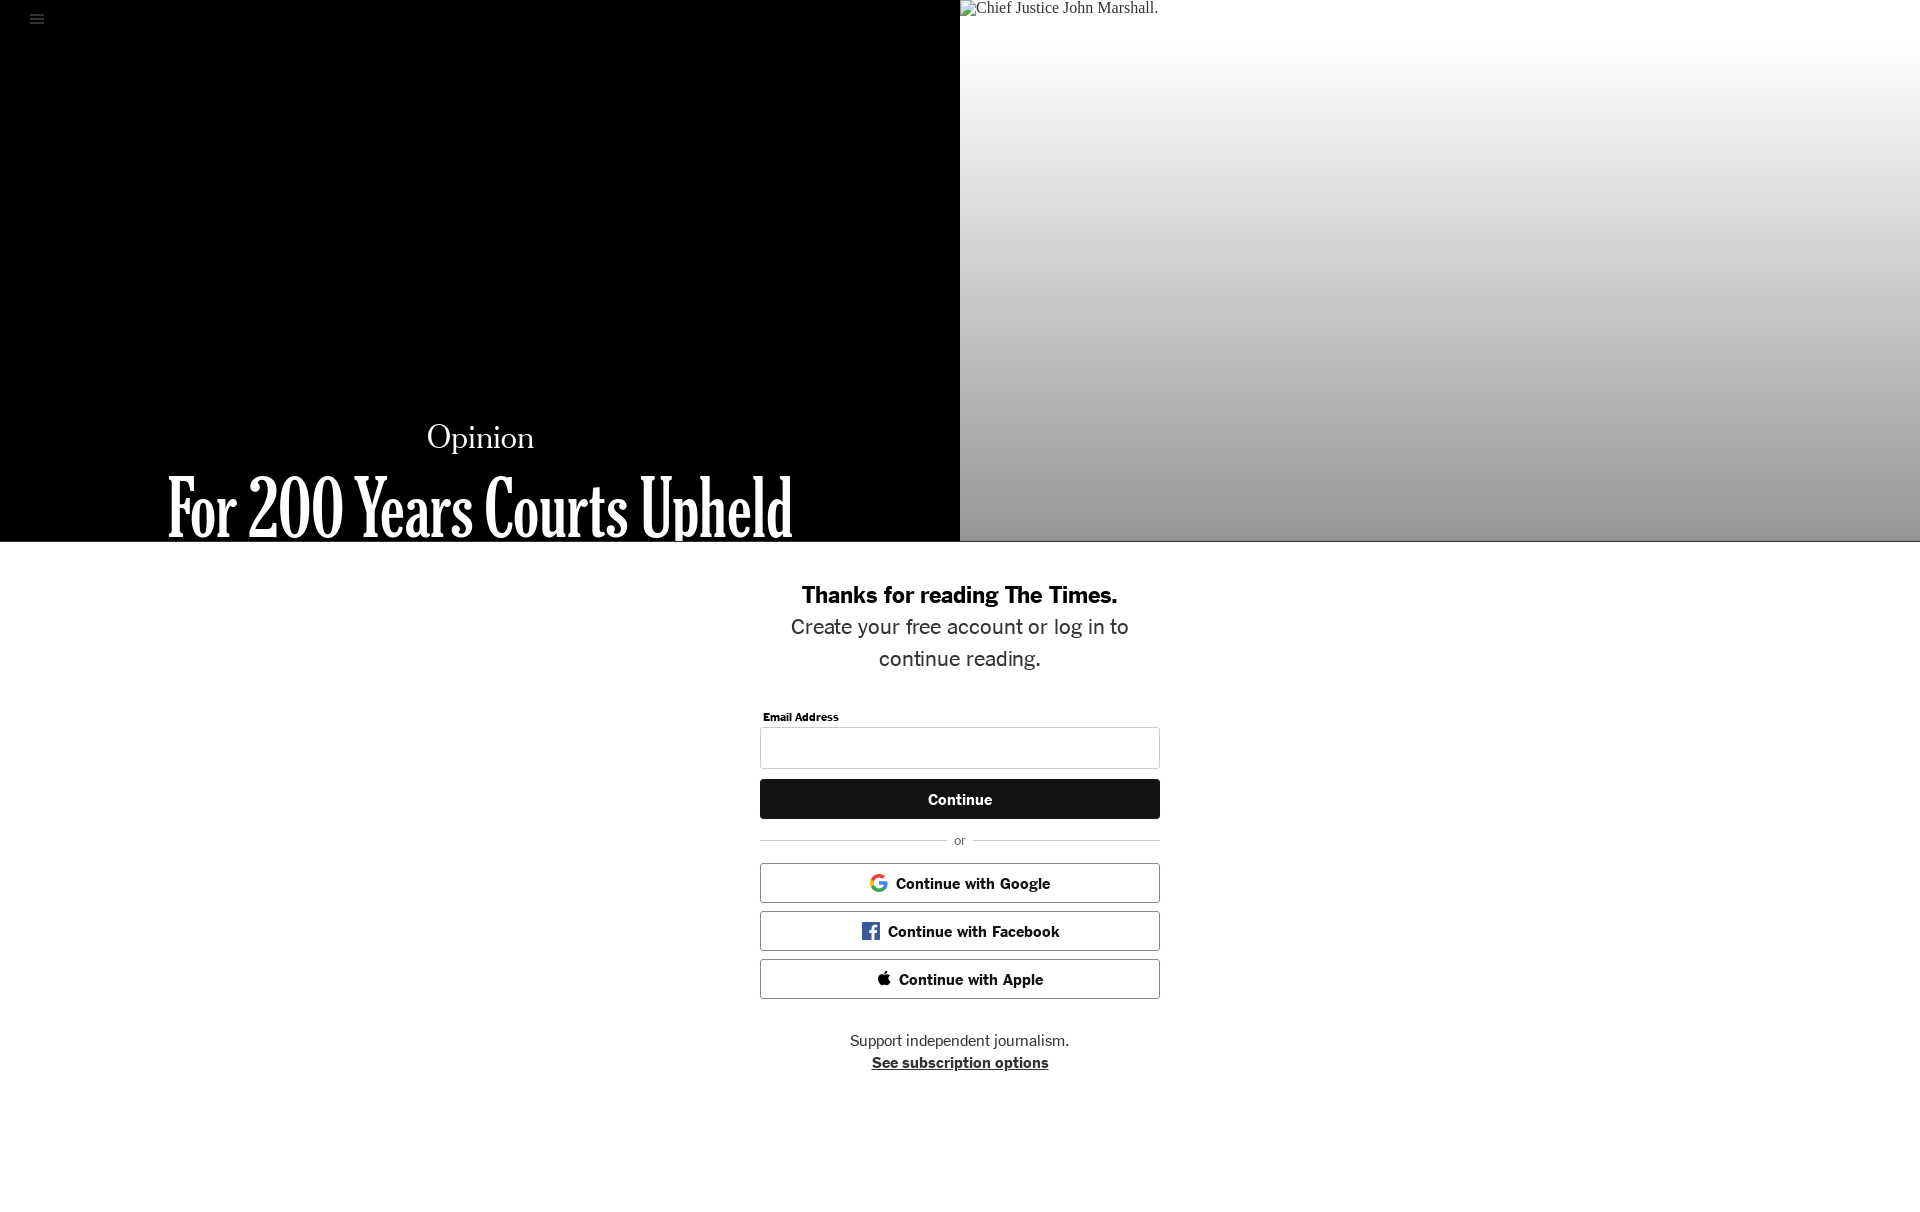 Chief Justice John Marshall.
Opinion
For 200 Years Courts Upheld
Thanks for reading The Times.
Create your free account or log in to
continue reading.
Email Address
Continue
or
Continue with Google
Continue with Facebook
Continue with Apple
Support independent journalism.
See subscription options